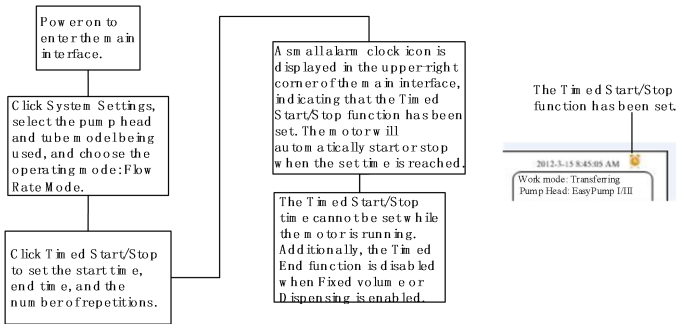 Power on to
enter the main
interface.
Click System Settings,
select the pump head
and tube model being
used, and choose the
operating mode: Flow
Rate Mode.
Click Timed Start/Stop
to set the start time,
end time, and the
number of repetitions.
A small alarm clock icon is
displayed in the upper-right
corner of the main interface,
indicating that the Timed
Start/Stop function has been
set. The motor will
automatically start or stop
when the set time is reached.
The Timed Start/Stop
time cannot be set while
the motor is running.
Additionally, the Timed
End function is disabled
when Fixed volume or
Dispensing is enabled.
The Timed Start/Stop
function has been set.
2012-3-15 8:45:05 AM
Work mode: Transferring
Pump Head: EasyPump I/III